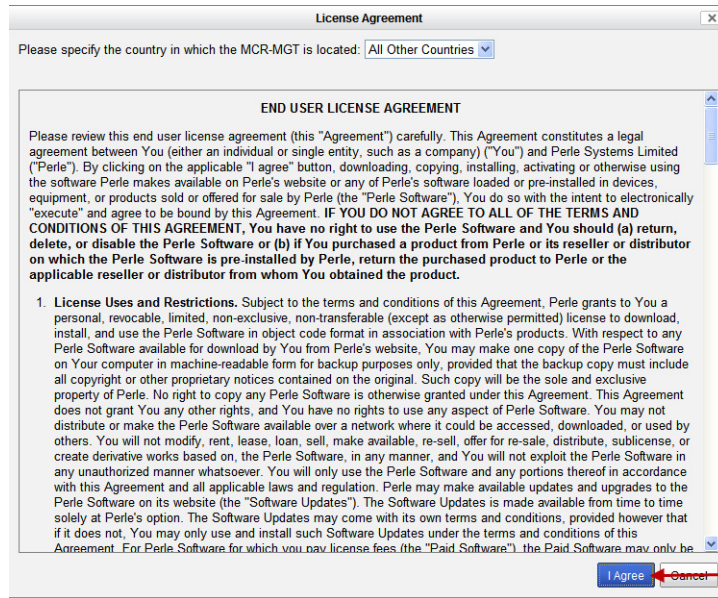 License Agreement
Please specify the country in which the MCR-MGT is located: All Other Countries
END USER LICENSE AGREEMENT
Please review this end user license agreement (this "Agreement") carefully. This Agreement constitutes a legal
agreement between You (either an individual or single entity, such as a company) ("You") and Perle Systems Limited
("Perle"). By clicking on the applicable "I agree" button, downloading, copying, installing, activating or otherwise using
the software Perle makes available on Perle's website or any of Perle's software loaded or pre-installed in devices,
equipment, or products sold or offered for sale by Perle (the "Perle Software"), You do so with the intent to electronically
"execute" and agree to be bound by this Agreement. IF YOU DO NOT AGREE TO ALL OF THE TERMS AND
CONDITIONS OF THIS AGREEMENT, You have no right to use the Perle Software and You should (a) return,
delete, or disable the Perle Software or (b) if You purchased a product from Perle or its reseller or distributor
on which the Perle Software is pre-installed by Perle, return the purchased product to Perle or the
applicable reseller or distributor from whom You obtained the product.
1. License Uses and Restrictions. Subject to the terms and conditions of this Agreement, Perle grants to You a
personal, revocable, limited, non-exclusive, non-transferable (except as otherwise permitted) license to download,
install, and use the Perle Software in object code format in association with Perle's products. With respect to any
Perle Software available for download by You from Perle's website, You may make one copy of the Perle Software
on Your computer in machine-readable form for backup purposes only, provided that the backup copy must include
all copyright or other proprietary notices contained on the original. Such copy will be the sole and exclusive
property of Perle. No right to copy any Perle Software is otherwise granted under this Agreement. This Agreement
does not grant You any other rights, and You have no rights to use any aspect of Perle Software. You may not
distribute or make the Perle Software available over a network where it could be accessed, downloaded, or used by
others. You will not modify, rent, lease, loan, sell, make available, re-sell, offer for re-sale, distribute, sublicense, or
create derivative works based on, the Perle Software, in any manner, and You will not exploit the Perle Software in
any unauthorized manner whatsoever. You will only use the Perle Software and any portions thereof in accordance
with this Agreement and all applicable laws and regulation. Perle may make available updates and upgrades to the
Perle Software on its website (the "Software Updates"). The Software Updates is made available from time to time
solely at Perle's option. The Software Updates may come with its own terms and conditions, provided however that
if it does not, You may only use and install such Software Updates under the terms and conditions of this
Agreement. For Perle Software for which you pay license fees (the "Paid Software"), the Paid Software may only be
I Agree Cancel